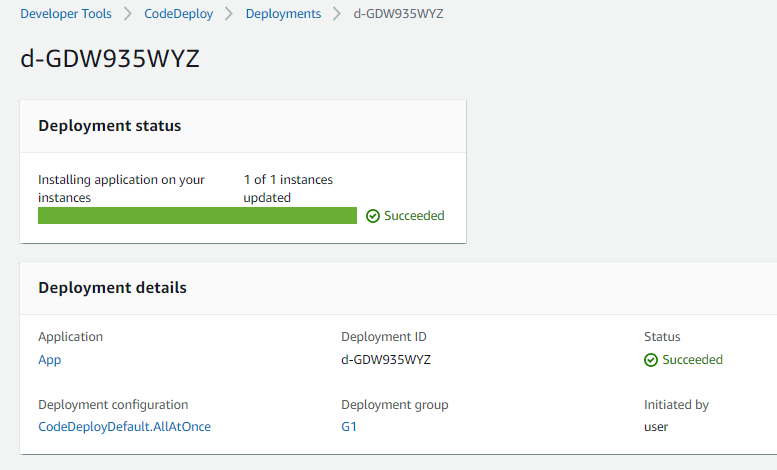 Developer Tools > CodeDeploy > Deployments > d-GDW935WYZ
d-GDW935WYZ
Deployment status
Installing application on your instances
1 of 1 instances updated
Succeeded
Deployment details
Application
App
Deployment ID
d-GDW935WYZ
Status
Succeeded
Deployment configuration
CodeDeployDefault.AllAtOnce
Deployment group
G1
Initiated by
user